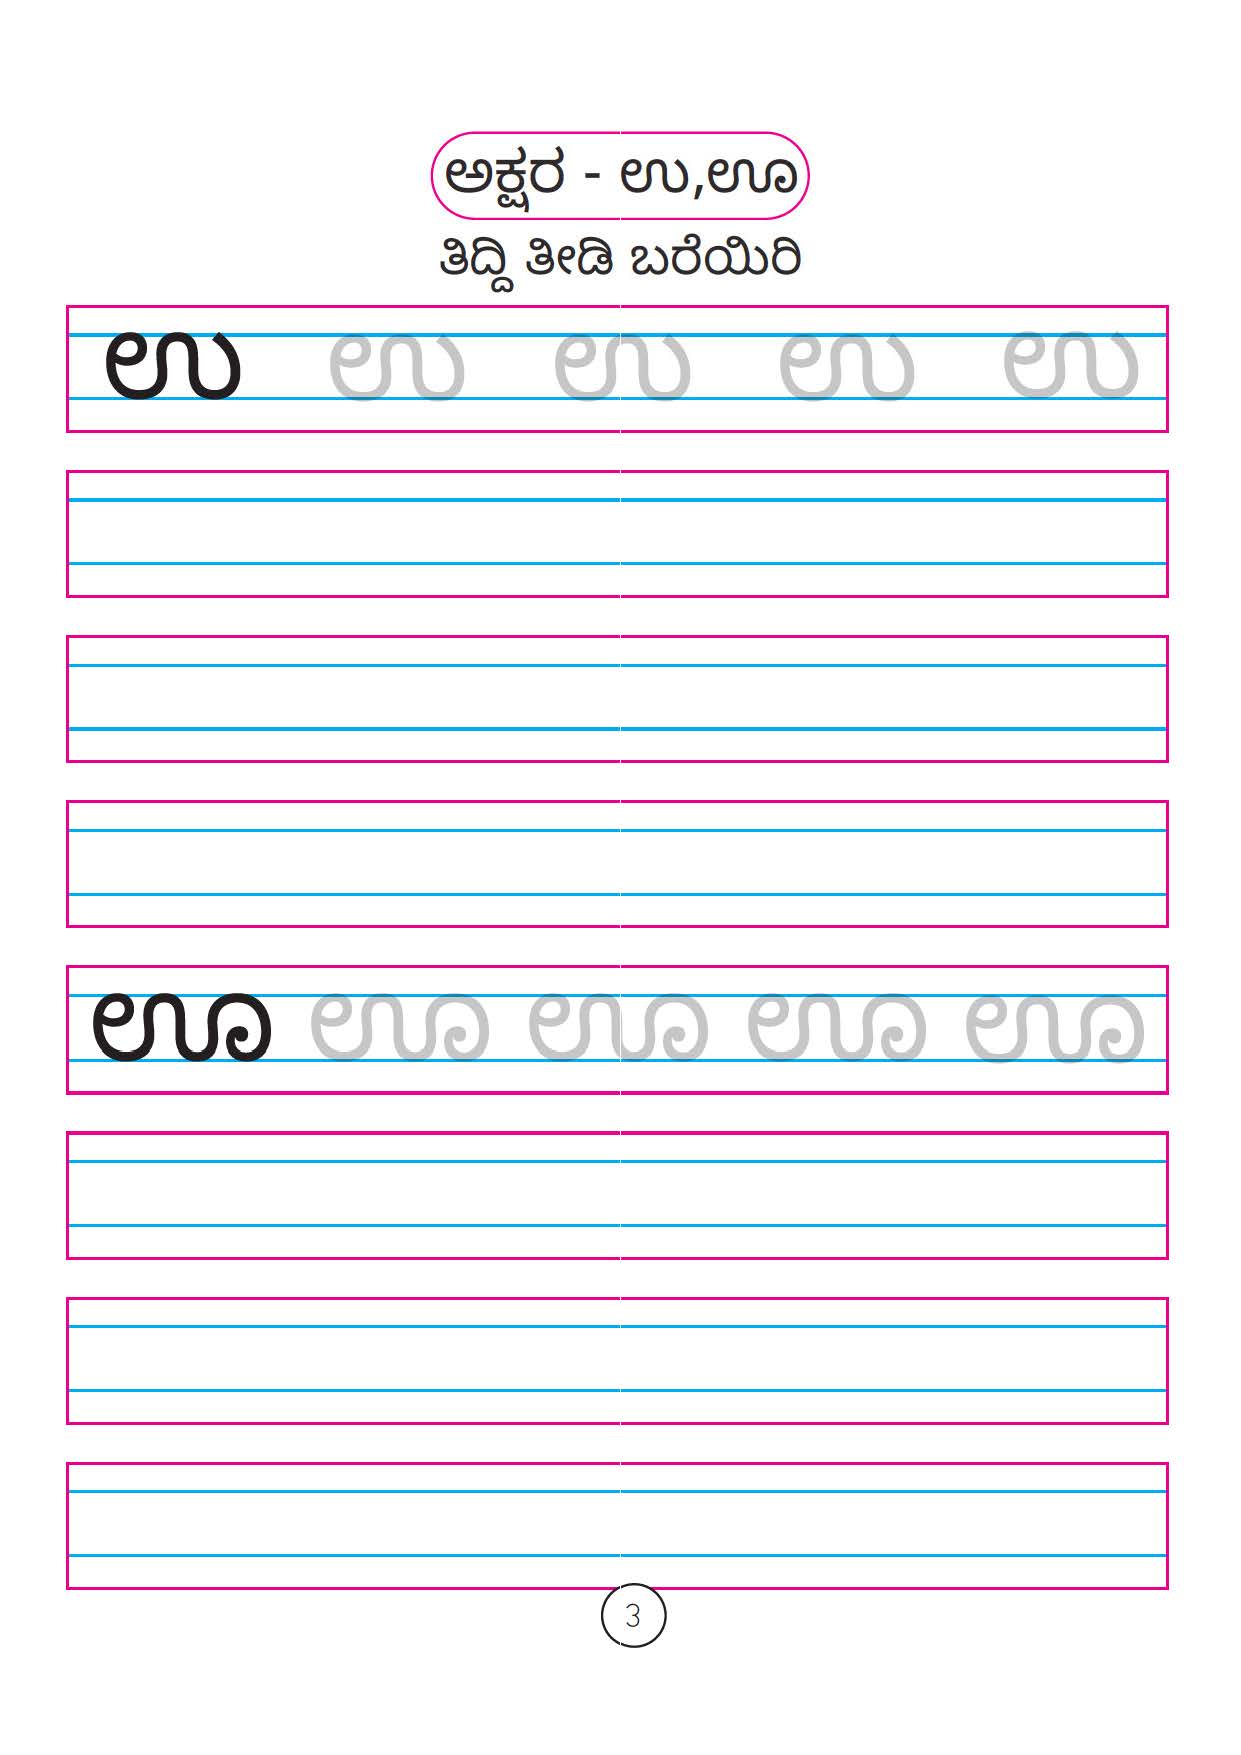 ಅಕ್ಷರ - ಉ,ಊ
ತಿದ್ದಿ ತೀಡಿ ಬರೆಯಿರಿ
ಉ ಉ ಉ ಉ ಉ
ಊ ಊ ಊ ಊ ಊ
3